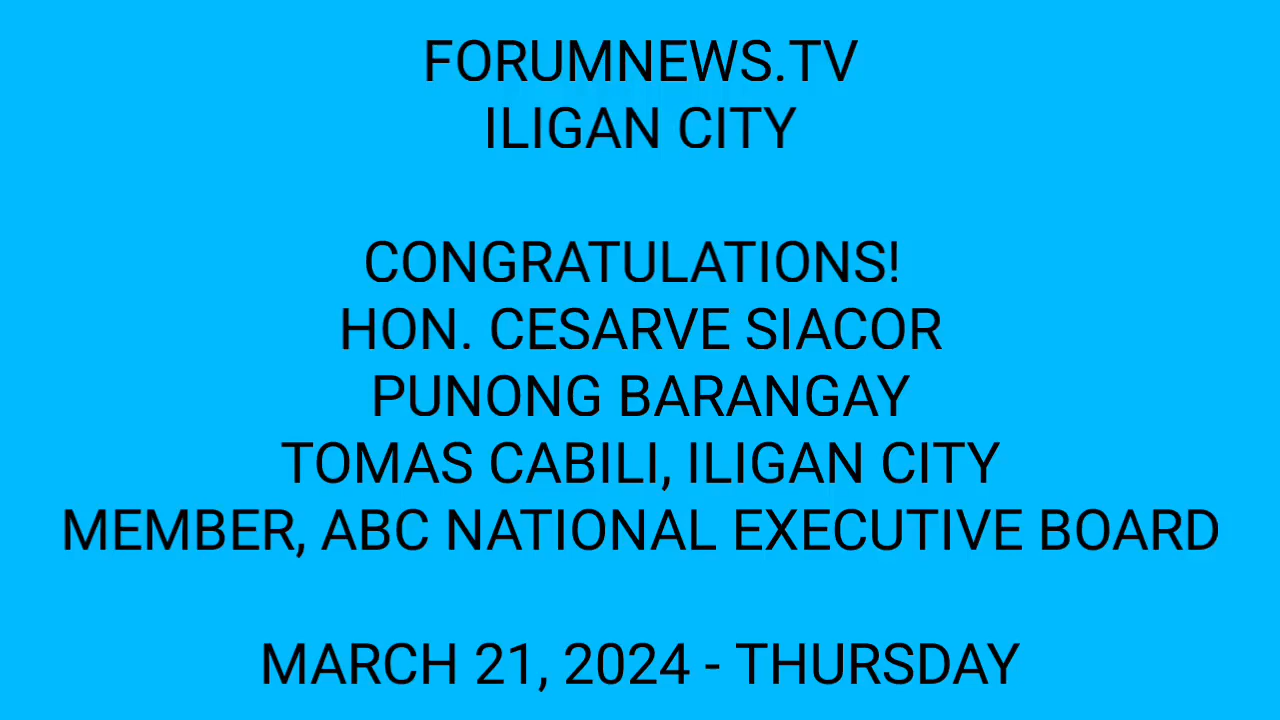 FORUMNEWS.TV
ILIGAN CITY
CONGRATULATIONS!
HON. CESARVE SIACOR
PUNONG BARANGAY
TOMAS CABILI, ILIGAN CITY
MEMBER, ABC NATIONAL EXECUTIVE BOARD
MARCH 21, 2024 - THURSDAY